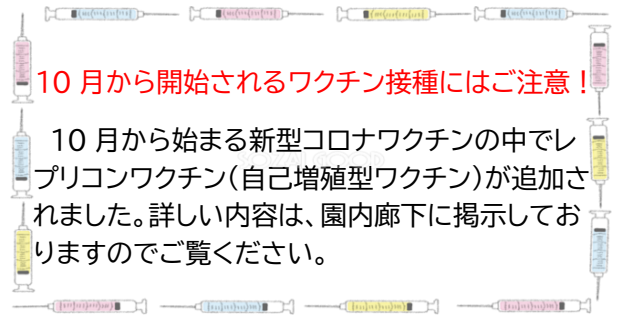 10 月から開始されるワクチン接種にはご注意！
10 月から始まる新型コロナワクチンの中でレ
プリコンワクチン（自己増殖型ワクチン）が追加さ
れました。詳しい内容は、園内廊下に掲示してお
りますのでご覧ください。